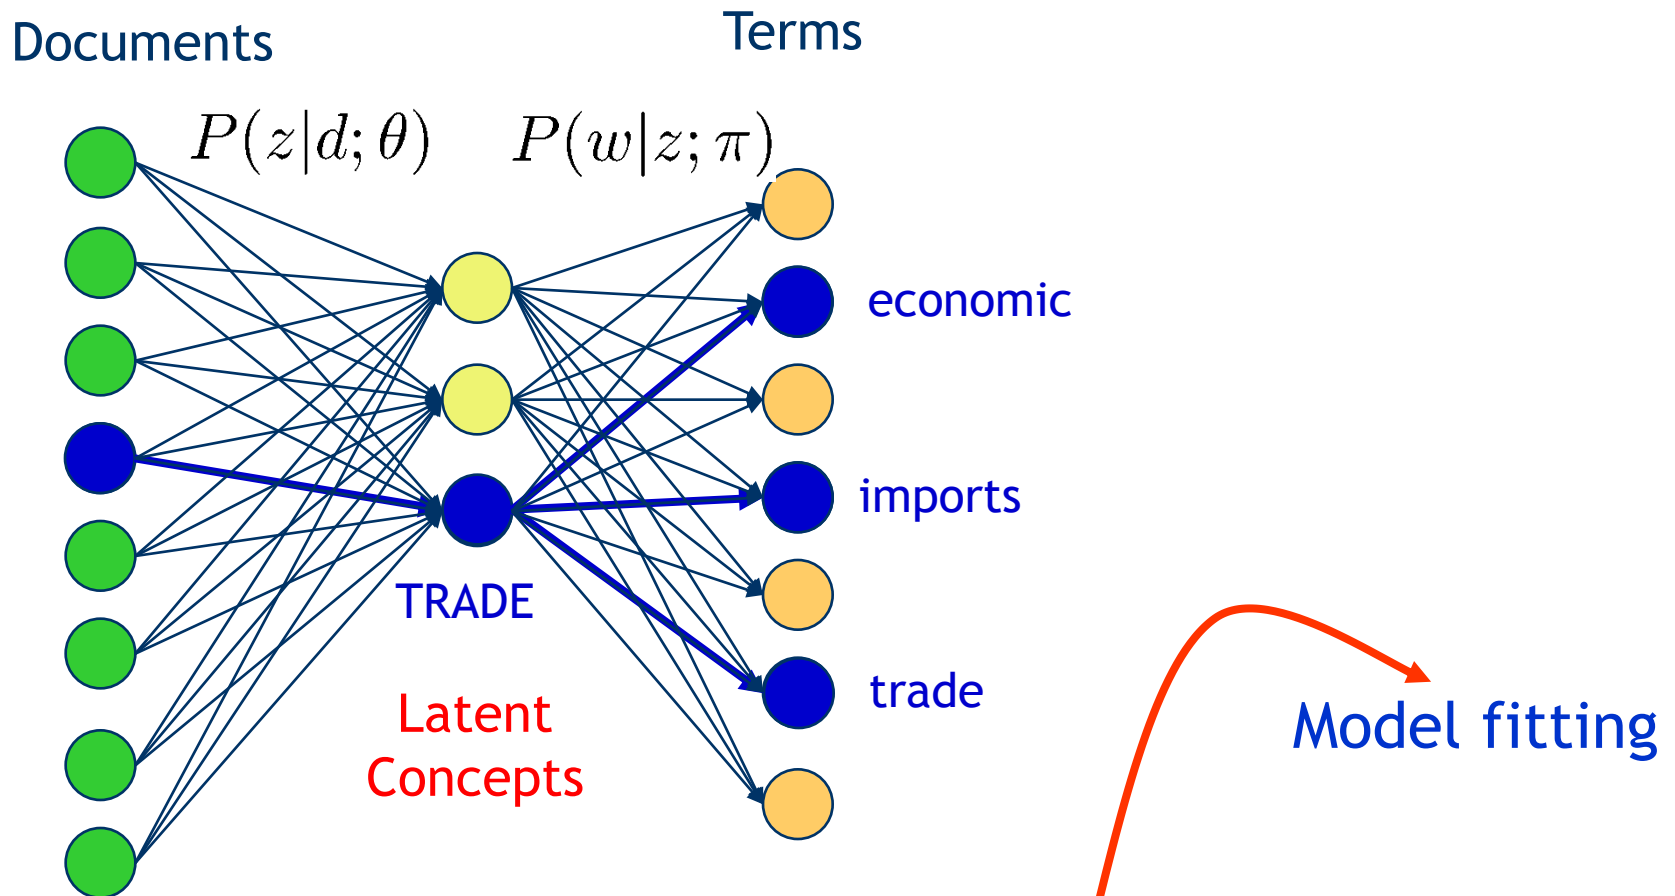 Documents
Terms
P(z|d; θ)
P(w|z; π)
economic
imports
TRADE
trade
Latent
Concepts
Model fitting